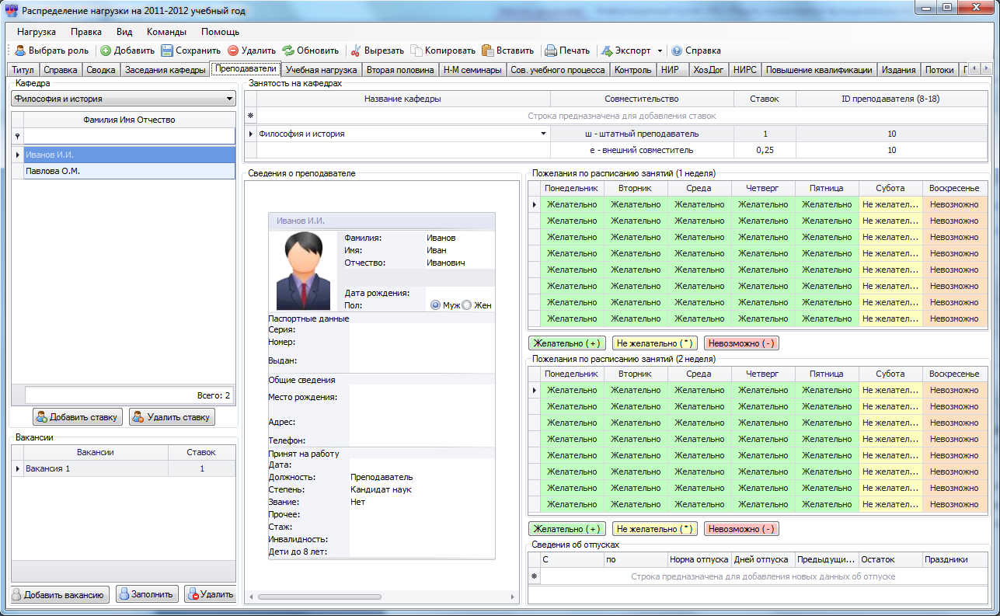 Распределение нагрузки на 2011-2012 учебный год
Нагрузка Правка Вид Команды Помощь
Выбрать роль Добавить Сохранить Удалить Обновить Вырезать Копировать Вставить Печать Экспорт Справка
Титул Справка Сводка Заседания кафедры Преподаватели Учебная нагрузка Вторая половина Н-М семинары Сов. учебного процесса Контроль НИР ХозДог НИРС Повышение квалификации Издания Потоки
Кафедра
Философия и история
Фамилия Имя Отчество
Иванов И.И.
Павлова О.М.
Всего: 2
Добавить ставку Удалить ставку
Вакансии
Вакансии Ставок
Вакансия 1 1
Добавить вакансию Заполнить Удалить
Занятость на кафедрах
Название кафедры Совместительство Ставок ID преподавателя (8-18)
Строка предназначена для добавления ставок
Философия и история ш - штатный преподаватель 1 10
е - внешний совместитель 0,25 10
Сведения о преподавателе
Иванов И.И.
Фамилия: Иванов
Имя: Иван
Отчество: Иванович
Дата рождения:
Пол: Муж Жен
Паспортные данные
Серия:
Номер:
Выдан:
Общие сведения
Место рождения:
Адрес:
Телефон:
Принят на работу
Дата:
Должность: Преподаватель
Степень: Кандидат наук
Звание: Нет
Прочее:
Стаж:
Инвалидность:
Дети до 8 лет:
Пожелания по расписанию занятий (1 неделя)
Понедельник Вторник Среда Четверг Пятница Субота Воскресенье
Желательно Желательно Желательно Желательно Желательно Не желател... Невозможно
Желательно Желательно Желательно Желательно Желательно Не желател... Невозможно
Желательно Желательно Желательно Желательно Желательно Не желател... Невозможно
Желательно Желательно Желательно Желательно Желательно Не желател... Невозможно
Желательно Желательно Желательно Желательно Желательно Не желател... Невозможно
Желательно Желательно Желательно Желательно Желательно Не желател... Невозможно
Желательно Желательно Желательно Желательно Желательно Не желател... Невозможно
Желательно Желательно Желательно Желательно Желательно Не желател... Невозможно
Желательно (+) Не желательно (*) Невозможно (-)
Пожелания по расписанию занятий (2 неделя)
Понедельник Вторник Среда Четверг Пятница Субота Воскресенье
Желательно Желательно Желательно Желательно Желательно Не желател... Невозможно
Желательно Желательно Желательно Желательно Желательно Не желател... Невозможно
Желательно Желательно Желательно Желательно Желательно Не желател... Невозможно
Желательно Желательно Желательно Желательно Желательно Не желател... Невозможно
Желательно Желательно Желательно Желательно Желательно Не желател... Невозможно
Желательно Желательно Желательно Желательно Желательно Не желател... Невозможно
Желательно Желательно Желательно Желательно Желательно Не желател... Невозможно
Желательно Желательно Желательно Желательно Желательно Не желател... Невозможно
Желательно (+) Не желательно (*) Невозможно (-)
Сведения об отпусках
С по Норма отпуска Дней отпуска Предыдущи... Остаток Праздники
Строка предназначена для добавления новых данных об отпуске